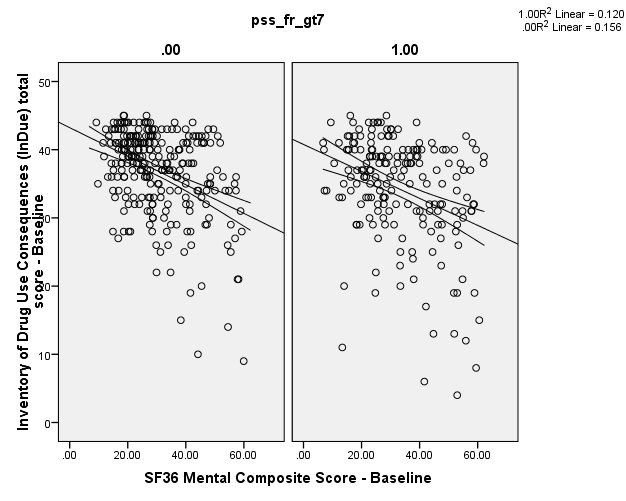 pss_fr_gt7
1.00R2 Linear = 0.120
.00R2 Linear = 0.156
.00
1.00
Inventory of Drug Use Consequences (InDue) total
score - Baseline
50
40
30
20
10
0
.00 20.00 40.00 60.00
.00 20.00 40.00 60.00
SF36 Mental Composite Score - Baseline